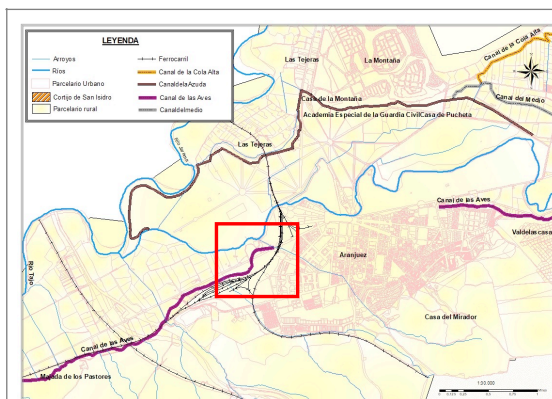 LEYENDA
Arroyos
Ríos
Parcelario Urbano
Cortijo de San Isidro
Parcelario rural
Ferrocarril
Canal de la Cola Alta
CanaldelaAzuda
Canal de las Aves
Canaldelmedio
Las Tejeras
La Montaña
Canal de la Cola Alta
Canal del Medio
Casa de la Montaña
Academia Especial de la Guardia CivilCasa de Pucheta
Las Tejeras
Canal de las Aves
Valdelascasa
Aranjuez
Río Tajo
Casa del Mirador
Canal de las Aves
Majada de los Pastores
1:30.000